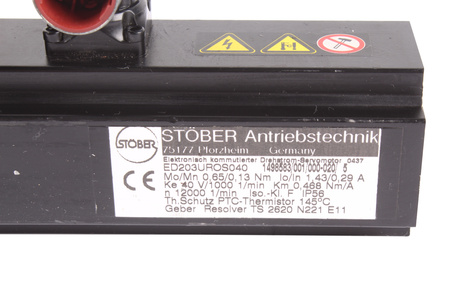 STÖBER
STÖBER Antriebstechnik
75177 Pforzheim Germany
Elektronisch kommutierter Drehstrom-Servomotor 0437
ED203UROS040 1498583/001/000-020/ 5
Mo/Mn 0,65/0,13 Nm Io/In 1,43/0,29 A
Ke 40 V/1000 1/min Km 0,468 Nm/A
n 12000 1/min Iso.-Kl. F IP56
Th.Schutz PTC-Thermistor 145°C
Geber Resolver TS 2620 N221 E11
CE